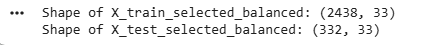 ••• Shape of X_train_selected_balanced: (2438, 33)
Shape of X_test_selected_balanced: (332, 33)